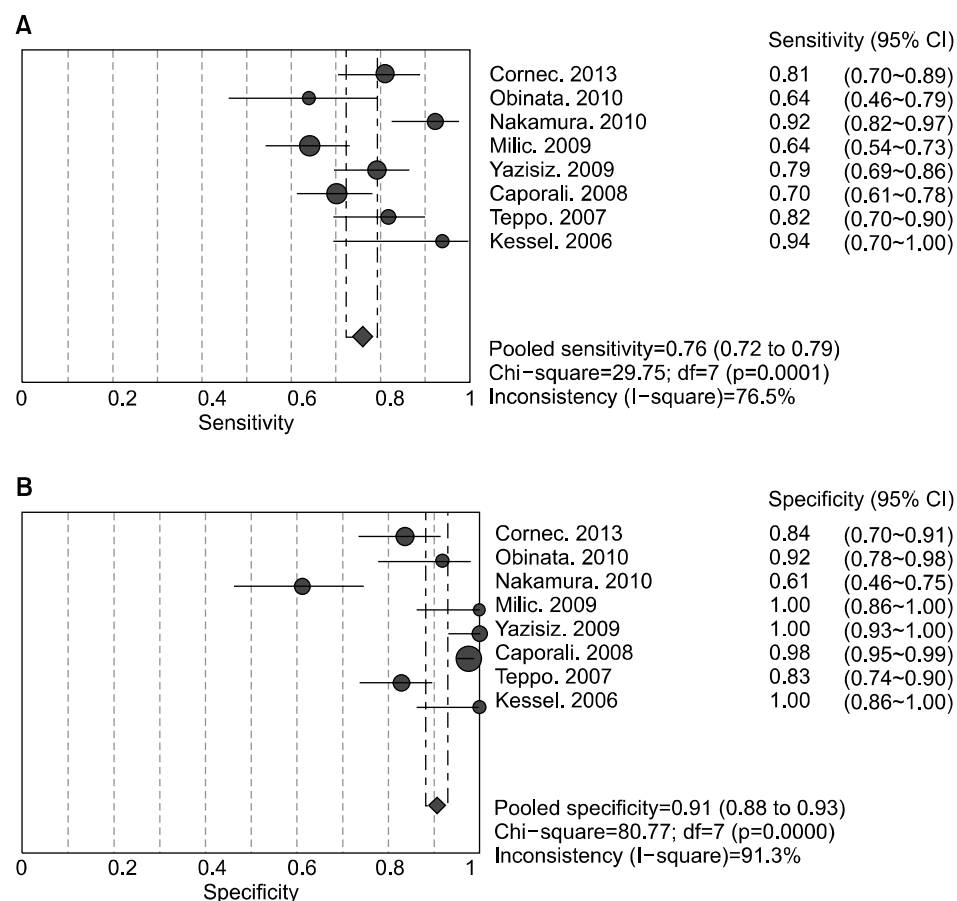 A
Sensitivity (95% CI)
Cornec. 2013 0.81 (0.70~0.89)
Obinata. 2010 0.64 (0.46~0.79)
Nakamura. 2010 0.92 (0.82~0.97)
Milic. 2009 0.64 (0.54~0.73)
Yazisiz. 2009 0.79 (0.69~0.86)
Caporali. 2008 0.70 (0.61~0.78)
Teppo. 2007 0.82 (0.70~0.90)
Kessel. 2006 0.94 (0.70~1.00)
Pooled sensitivity=0.76 (0.72 to 0.79)
Chi-square=29.75; df=7 (p=0.0001)
Inconsistency (I-square)=76.5%
0 0.2 0.4 0.6 0.8 1
Sensitivity
B
Specificity (95% CI)
Cornec. 2013 0.84 (0.70~0.91)
Obinata. 2010 0.92 (0.78~0.98)
Nakamura. 2010 0.61 (0.46~0.75)
Milic. 2009 1.00 (0.86~1.00)
Yazisiz. 2009 1.00 (0.93~1.00)
Caporali. 2008 0.98 (0.95~0.99)
Teppo. 2007 0.83 (0.74~0.90)
Kessel. 2006 1.00 (0.86~1.00)
Pooled specificity=0.91 (0.88 to 0.93)
Chi-square=80.77; df=7 (p=0.0000)
Inconsistency (I-square)=91.3%
0 0.2 0.4 0.6 0.8 1
Specificity